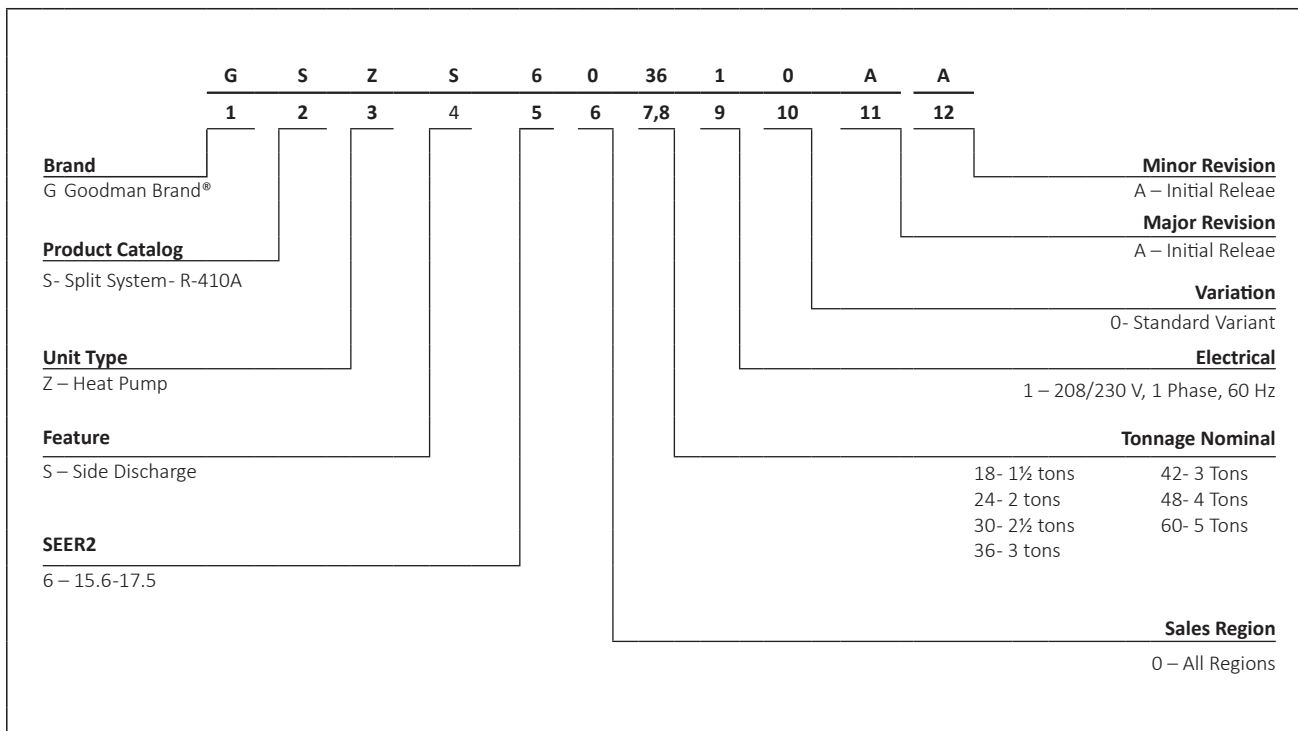 G S Z S 6 0 36 1 0 A A
1 2 3 4 5 6 7,8 9 10 11 12
Brand
G Goodman Brand®
Product Catalog
S- Split System- R-410A
Unit Type
Z – Heat Pump
Feature
S – Side Discharge
SEER2
6 – 15.6-17.5
Minor Revision
A – Initial Releae
Major Revision
A – Initial Releae
Variation
0- Standard Variant
Electrical
1 – 208/230 V, 1 Phase, 60 Hz
Tonnage Nominal
18- 1½ tons 42- 3 Tons
24- 2 tons 48- 4 Tons
30- 2½ tons 60- 5 Tons
36- 3 tons
Sales Region
0 – All Regions